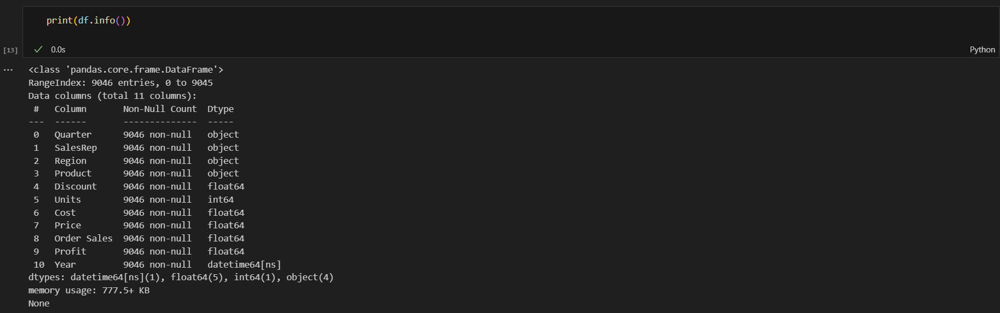 print(df.info())
[13]
0.0s
Python
...
<class 'pandas.core.frame.DataFrame'>
RangeIndex: 9046 entries, 0 to 9045
Data columns (total 11 columns):
 #   Column       Non-Null Count  Dtype
---  ------       --------------  -----
 0   Quarter      9046 non-null   object
 1   SalesRep     9046 non-null   object
 2   Region       9046 non-null   object
 3   Product      9046 non-null   object
 4   Discount     9046 non-null   float64
 5   Units        9046 non-null   int64
 6   Cost         9046 non-null   float64
 7   Price        9046 non-null   float64
 8   Order Sales  9046 non-null   float64
 9   Profit       9046 non-null   float64
 10  Year         9046 non-null   datetime64[ns]
dtypes: datetime64[ns](1), float64(5), int64(1), object(4)
memory usage: 777.5+ KB
None